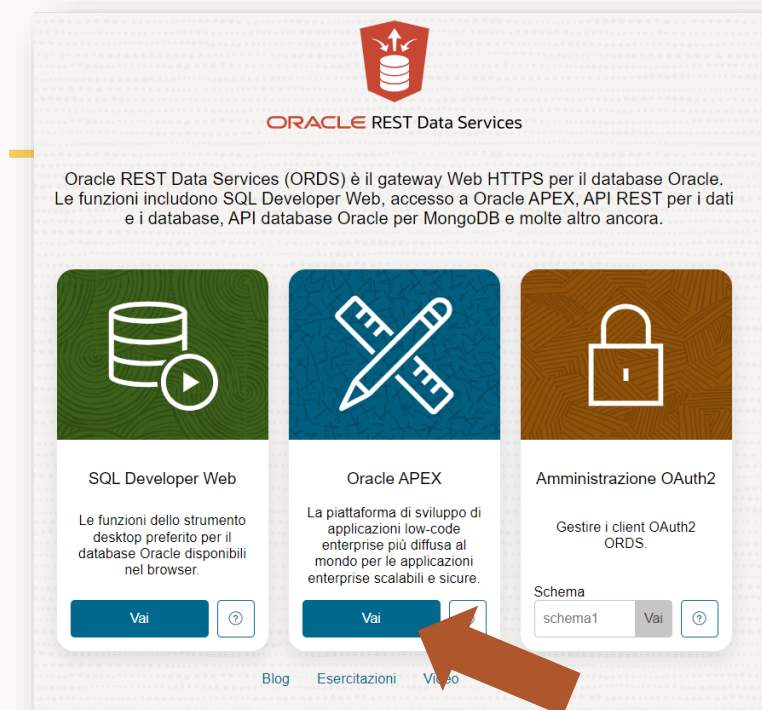 ORACLE REST Data Services
Oracle REST Data Services (ORDS) è il gateway Web HTTPS per il database Oracle.
Le funzioni includono SQL Developer Web, accesso a Oracle APEX, API REST per i dati
e i database, API database Oracle per MongoDB e molte altro ancora.
SQL Developer Web
Le funzioni dello strumento
desktop preferito per il
database Oracle disponibili
nel browser.
Vai
?
Oracle APEX
La piattaforma di sviluppo di
applicazioni low-code
enterprise più diffusa al
mondo per le applicazioni
enterprise scalabili e sicure.
Vai
Amministrazione OAuth2
Gestire i client OAuth2
ORDS.
Schema
schema1 Vai ?
Blog Esercitazioni Video